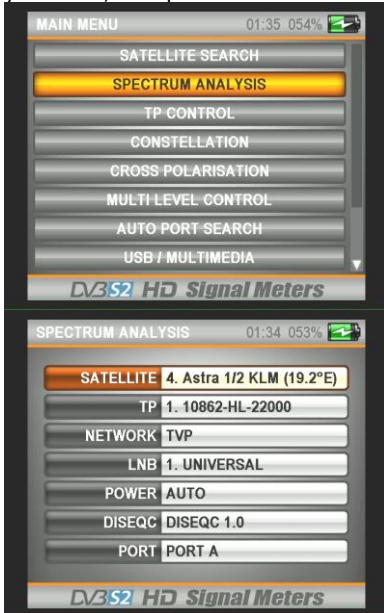 MAIN MENU 01:35 054%
SATELLITE SEARCH
SPECTRUM ANALYSIS
TP CONTROL
CONSTELLATION
CROSS POLARISATION
MULTI LEVEL CONTROL
AUTO PORT SEARCH
USB / MULTIMEDIA
DVBS2 HD Signal Meters
SPECTRUM ANALYSIS 01:34 053%
SATELLITE 4. Astra 1/2 KLM (19.2°E)
TP 1. 10862-HL-22000
NETWORK TVP
LNB 1. UNIVERSAL
POWER AUTO
DISEQC DISEQC 1.0
PORT PORT A
DVBS2 HD Signal Meters